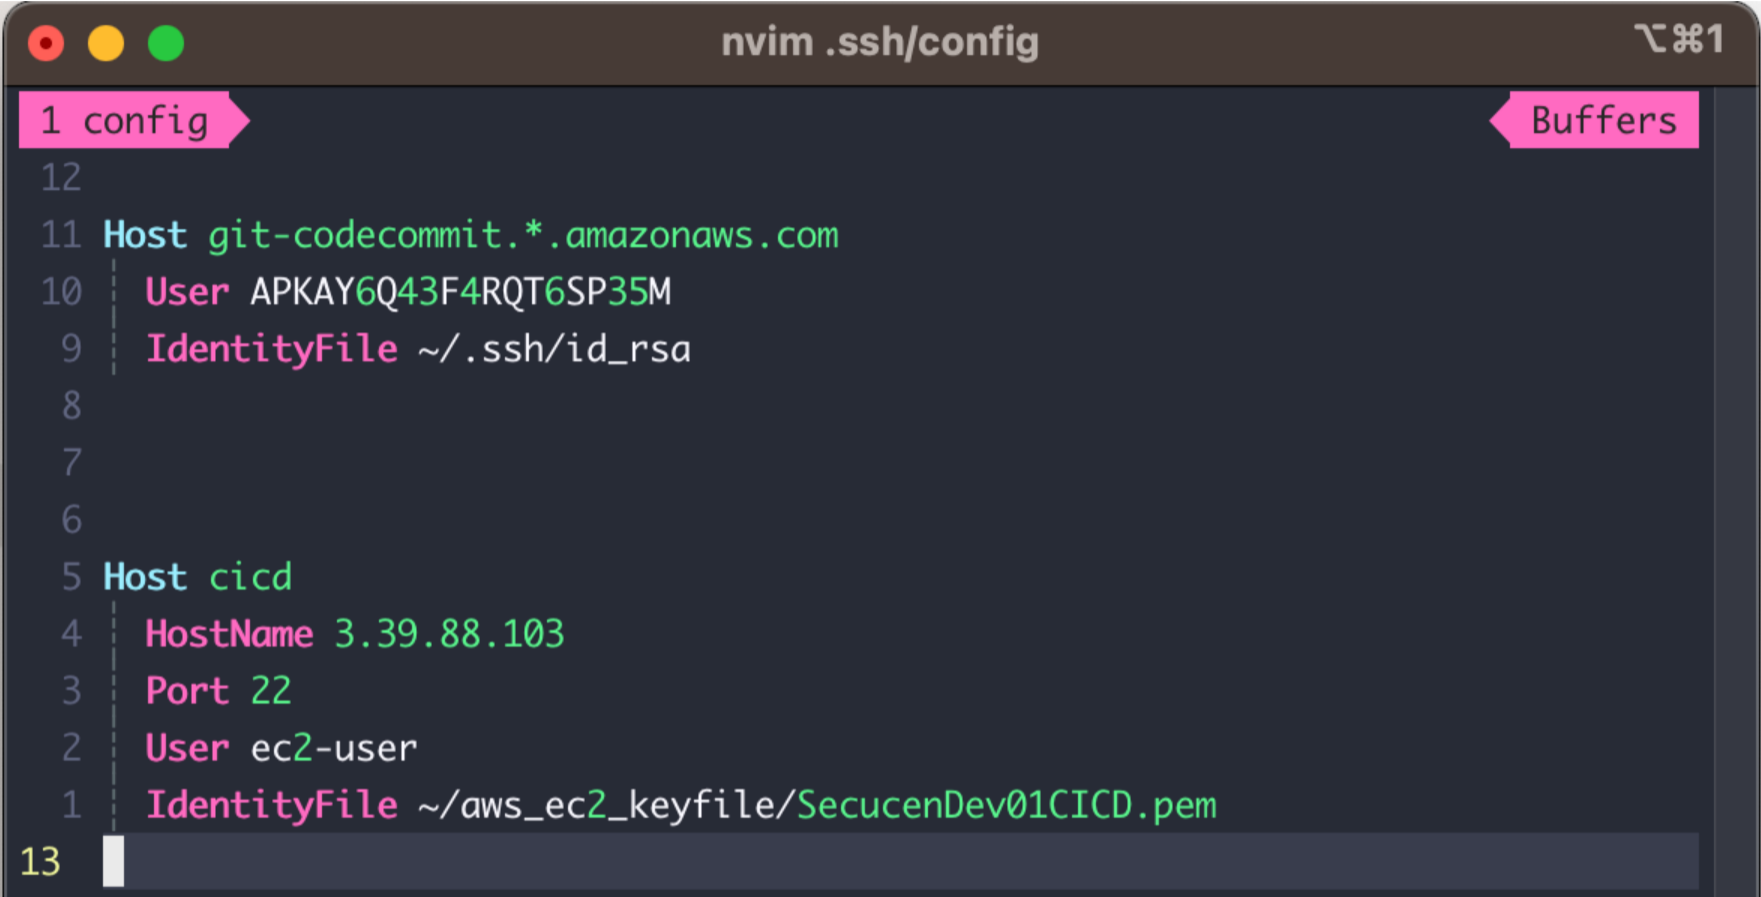 nvim .ssh/config ⌥⌘1
1 config Buffers
12
11 Host git-codecommit.*.amazonaws.com
10 User APKAY6Q43F4RQT6SP35M
9 IdentityFile ~/.ssh/id_rsa
8
7
6
5 Host cicd
4 HostName 3.39.88.103
3 Port 22
2 User ec2-user
1 IdentityFile ~/aws_ec2_keyfile/SecucenDev01CICD.pem
13